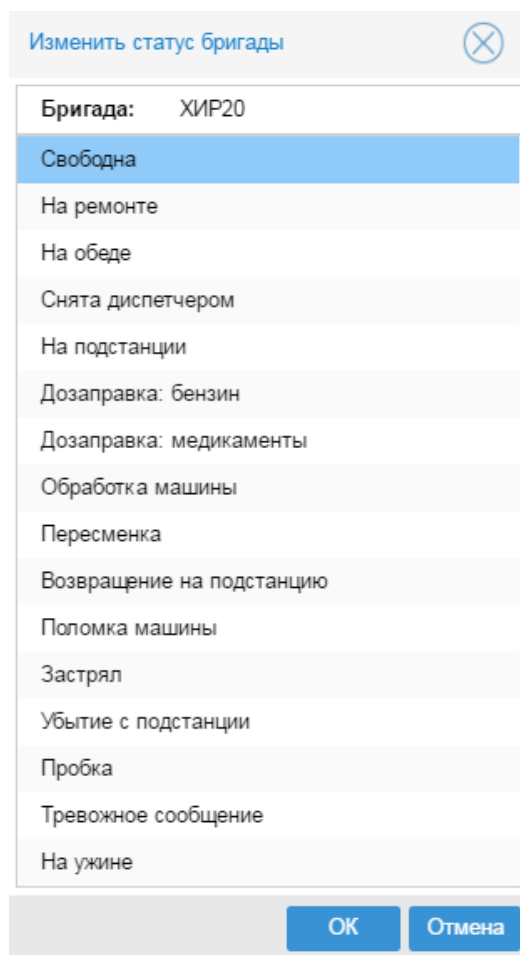 Изменить статус бригады
Бригада: ХИР20
Свободна
На ремонте
На обеде
Снята диспетчером
На подстанции
Дозаправка: бензин
Дозаправка: медикаменты
Обработка машины
Пересменка
Возвращение на подстанцию
Поломка машины
Застрял
Убытие с подстанции
Пробка
Тревожное сообщение
На ужине
ОК Отмена